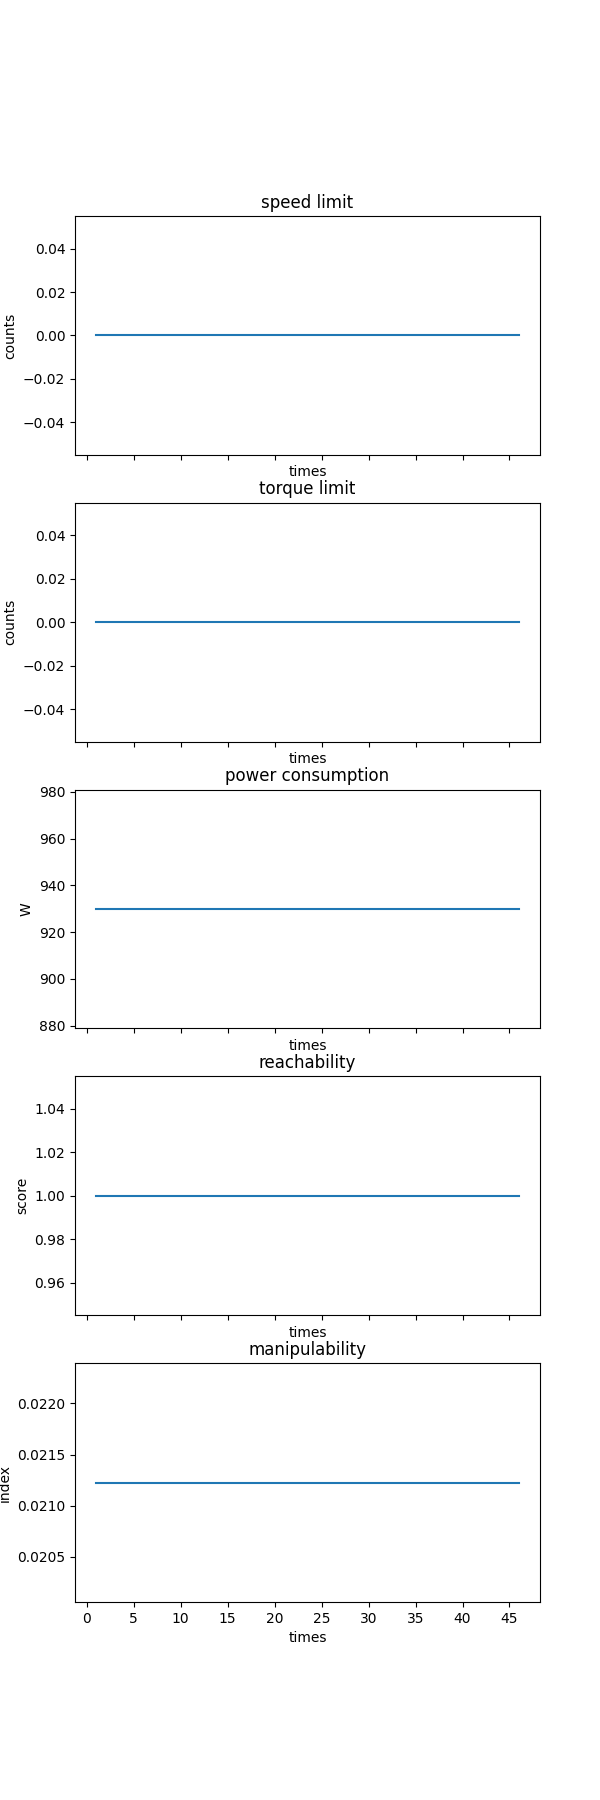 speed limit
counts
0.04
0.02
0.00
−0.02
−0.04
times
torque limit
counts
0.04
0.02
0.00
−0.02
−0.04
times
power consumption
W
980
960
940
920
900
880
times
reachability
score
1.04
1.02
1.00
0.98
0.96
times
manipulability
index
0.0220
0.0215
0.0210
0.0205
0 5 10 15 20 25 30 35 40 45
times